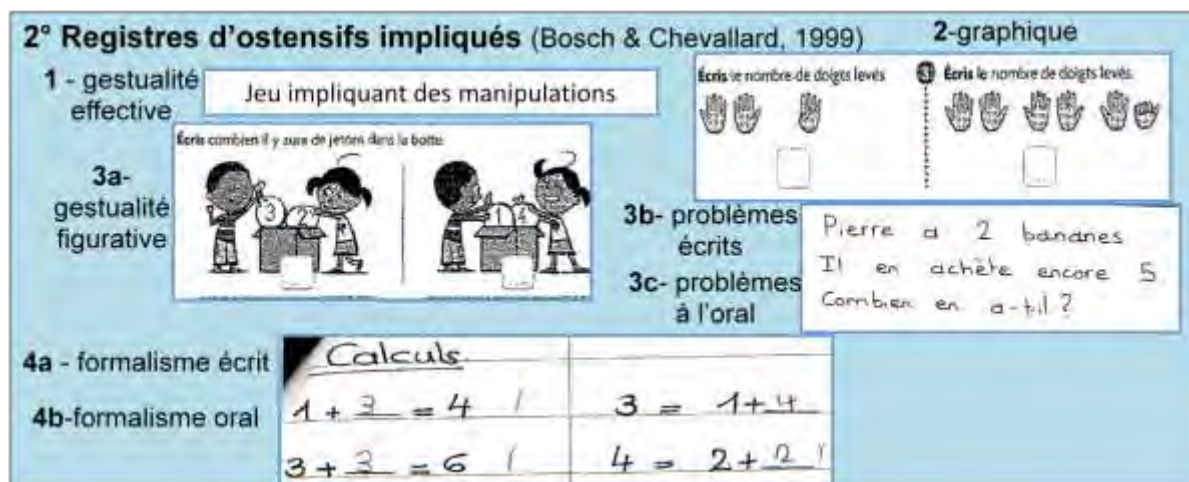 2° Registres d'ostensifs impliqués (Bosch & Chevallard, 1999)
2-graphique
1 - gestualité
effective
Jeu impliquant des manipulations
Écris le nombre de doigts levés
3 Écris le nombre de doigts levés.
3a-
gestualité
figurative
Écris combien il y aura de jetons dans la boîte.
3 2
1 4
3b- problèmes
écrits
3c- problèmes
à l'oral
Pierre a 2 bananes
Il en achète encore 5
Combien en a-t-il ?
4a - formalisme écrit
4b-formalisme oral
Calculs
1 + 3 = 4
3 = 1+4
3 + 3 = 6
4 = 2+2